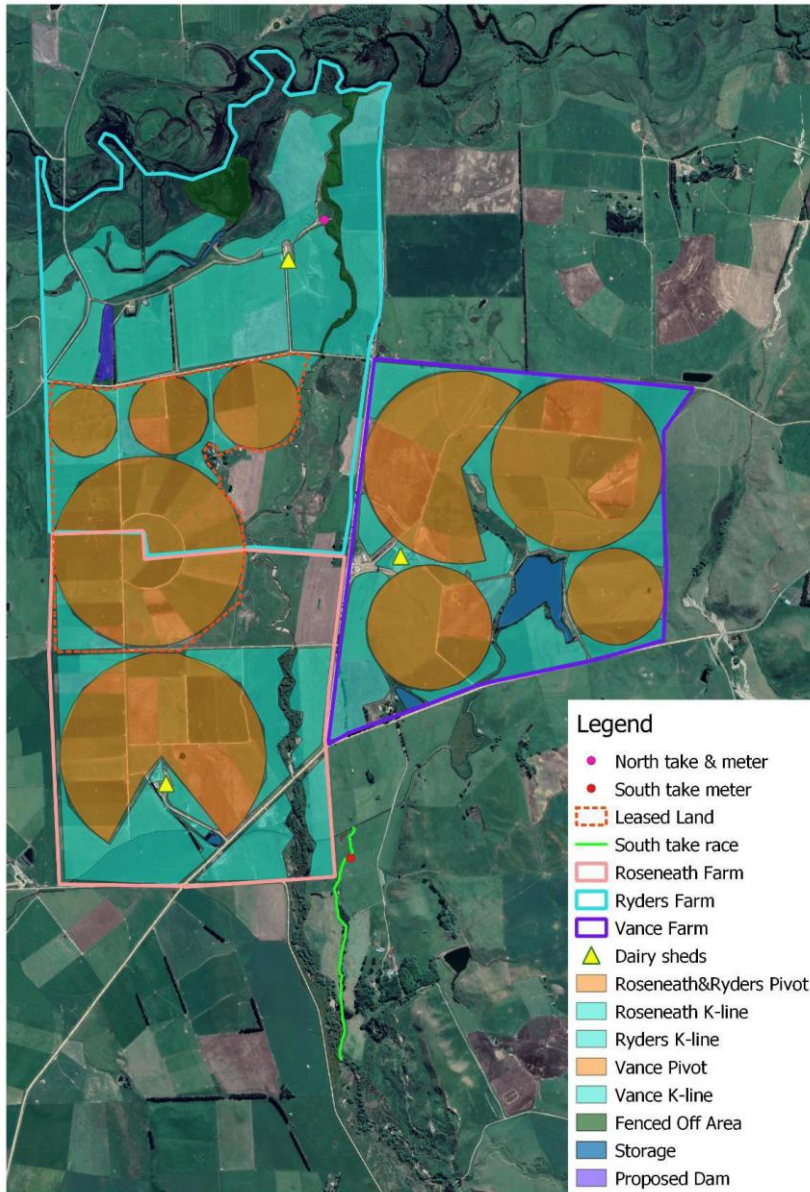 Legend
North take & meter
South take meter
Leased Land
South take race
Roseneath Farm
Ryders Farm
Vance Farm
Dairy sheds
Roseneath&Ryders Pivot
Roseneath K-line
Ryders K-line
Vance Pivot
Vance K-line
Fenced Off Area
Storage
Proposed Dam